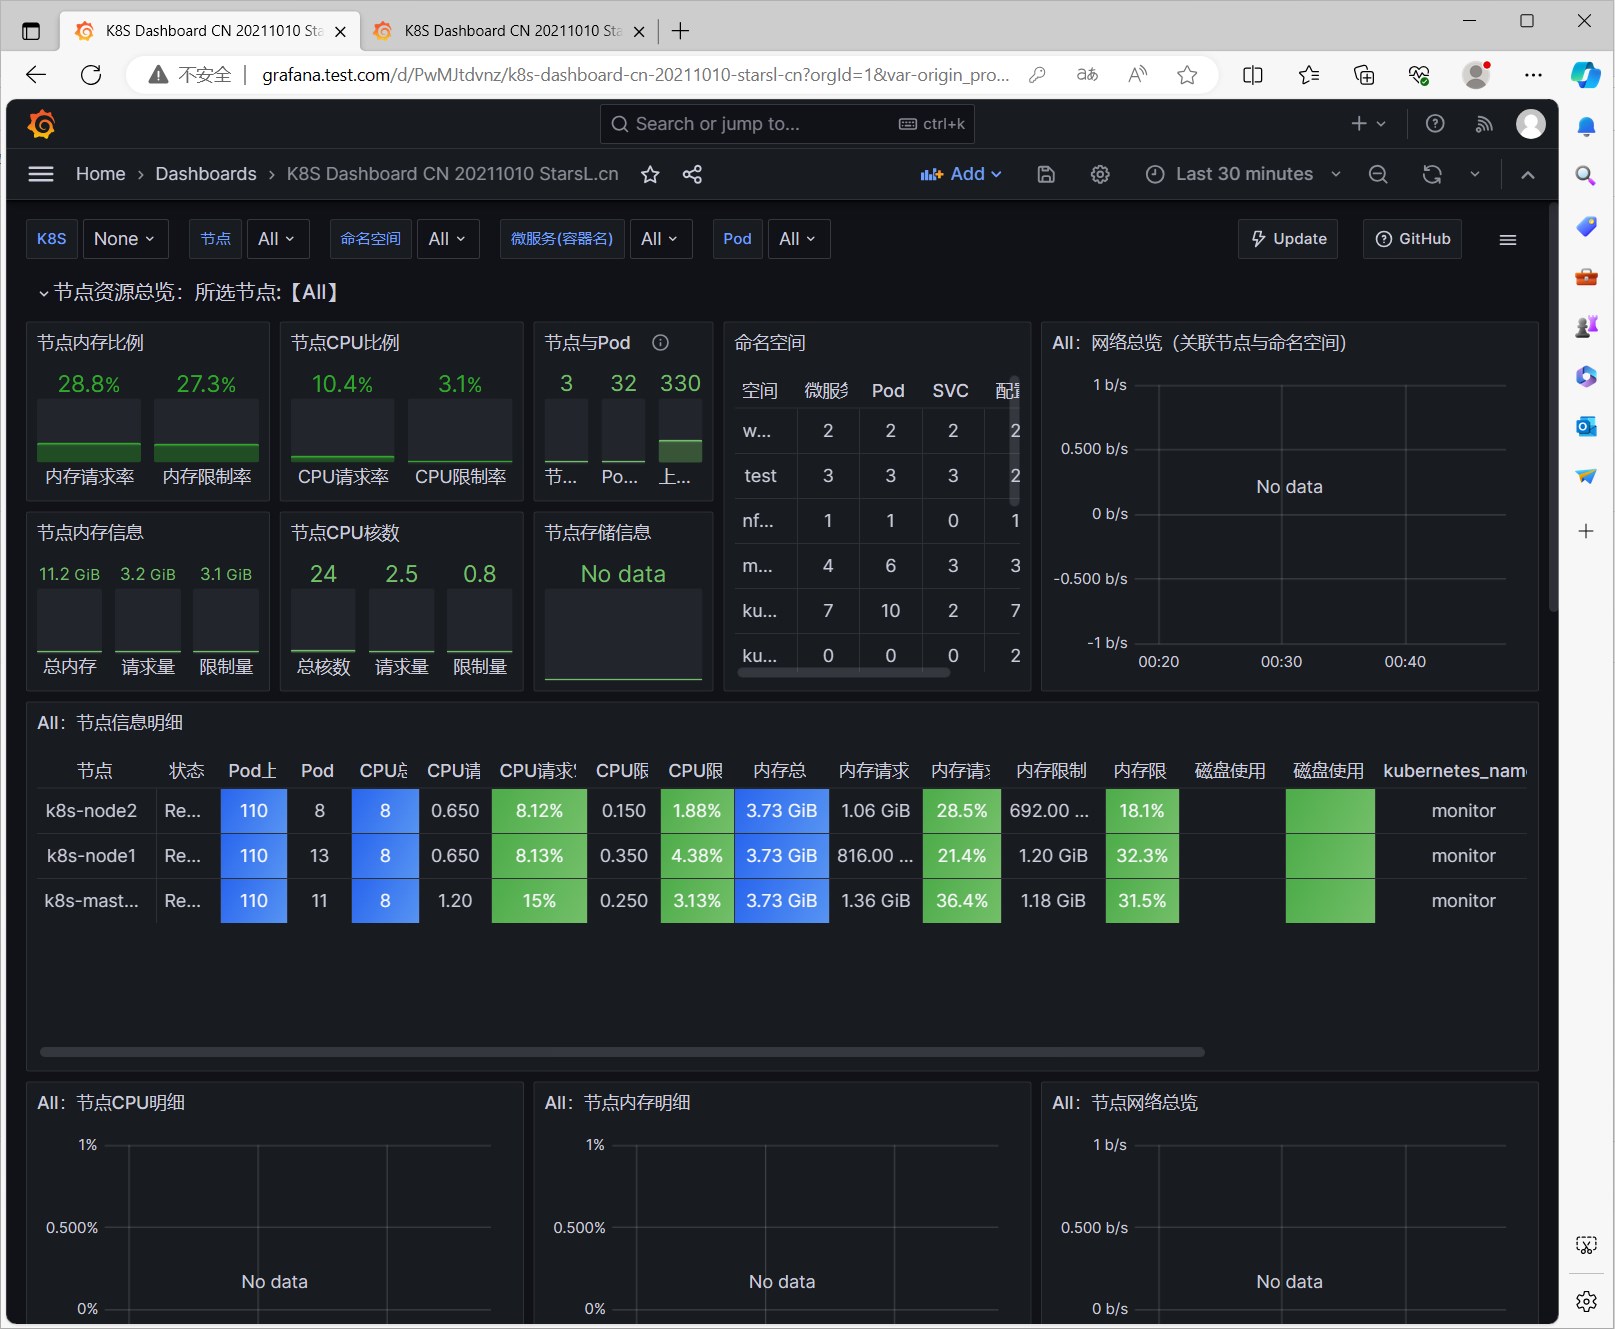 K8S Dashboard CN 20211010 Sta
K8S Dashboard CN 20211010 Sta
不安全
grafana.test.com/d/PwMJtdvnz/k8s-dashboard-cn-20211010-starsl-cn?orgId=1&var-origin_pro...
Search or jump to...
ctrl+k
Home › Dashboards › K8S Dashboard CN 20211010 StarsL.cn
Add
Last 30 minutes
K8S None 节点 All 命名空间 All 微服务(容器名) All Pod All
Update
GitHub
节点资源总览：所选节点:【All】
节点内存比例
28.8% 27.3%
内存请求率 内存限制率
节点CPU比例
10.4% 3.1%
CPU请求率 CPU限制率
节点与Pod
3 32 330
节... Po... 上...
节点内存信息
11.2 GiB 3.2 GiB 3.1 GiB
总内存 请求量 限制量
节点CPU核数
24 2.5 0.8
总核数 请求量 限制量
节点存储信息
No data
命名空间
空间 微服务 Pod SVC 配置
w... 2 2 2 2
test 3 3 3 2
nf... 1 1 0 1
m... 4 6 3 3
ku... 7 10 2 7
ku... 0 0 0 2
All：网络总览（关联节点与命名空间)
1 b/s
0.500 b/s
0 b/s
-0.500 b/s
-1 b/s
No data
00:20 00:30 00:40
All：节点信息明细
节点 状态 Pod上 Pod CPU总 CPU请 CPU请求% CPU限 CPU限 内存总 内存请求 内存请求 内存限制 内存限 磁盘使用 磁盘使用 kubernetes_name
k8s-node2 Re... 110 8 8 0.650 8.12% 0.150 1.88% 3.73 GiB 1.06 GiB 28.5% 692.00 ... 18.1% monitor
k8s-node1 Re... 110 13 8 0.650 8.13% 0.350 4.38% 3.73 GiB 816.00 ... 21.4% 1.20 GiB 32.3% monitor
k8s-mast... Re... 110 11 8 1.20 15% 0.250 3.13% 3.73 GiB 1.36 GiB 36.4% 1.18 GiB 31.5% monitor
All：节点CPU明细
1%
0.500%
0%
No data
All：节点内存明细
1%
0.500%
0%
No data
All：节点网络总览
1 b/s
0.500 b/s
0 b/s
No data